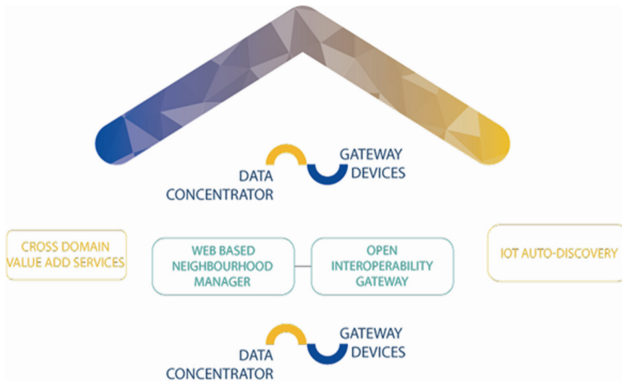 DATA
CONCENTRATOR
GATEWAY
DEVICES
CROSS DOMAIN
VALUE ADD SERVICES
WEB BASED
NEIGHBOURHOOD
MANAGER
OPEN
INTEROPERABILITY
GATEWAY
IOT AUTO-DISCOVERY
DATA
CONCENTRATOR
GATEWAY
DEVICES